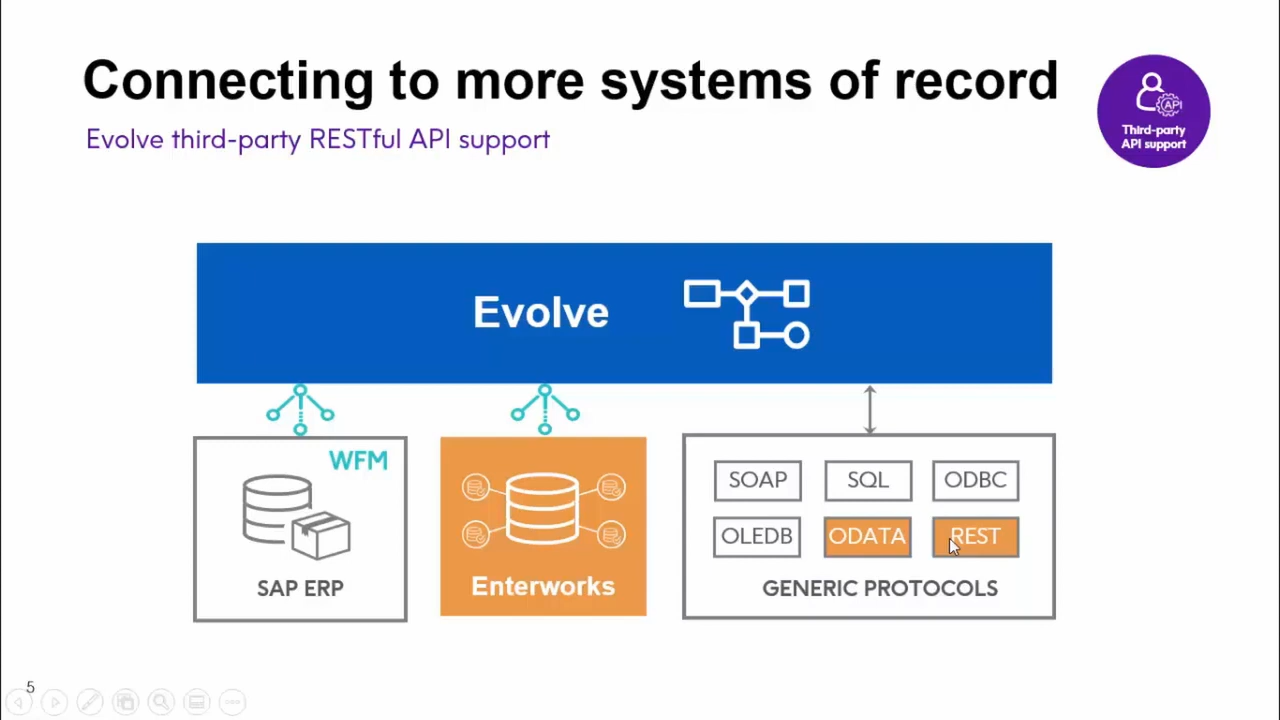 Connecting to more systems of record
Evolve third-party RESTful API support
API
Third-party
API support
Evolve
WFM
SAP ERP
Enterworks
SOAP
SQL
ODBC
OLEDB
ODATA
REST
GENERIC PROTOCOLS
5